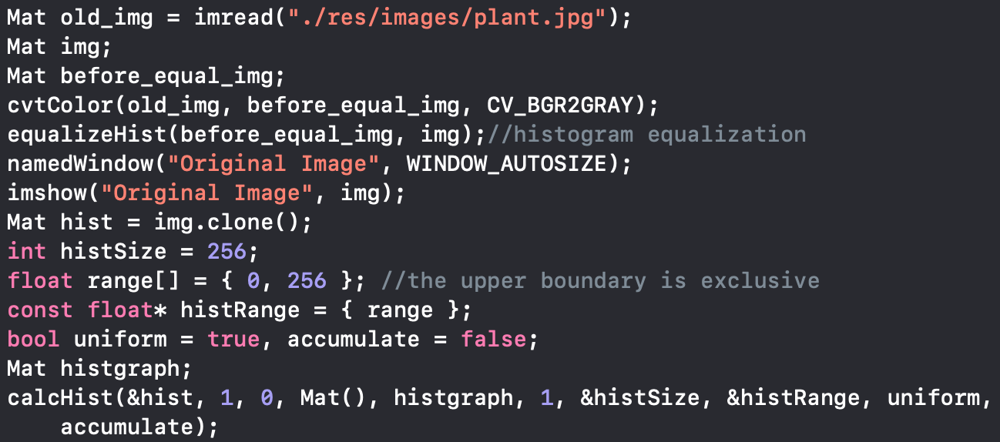 Mat old_img = imread("./res/images/plant.jpg");
Mat img;
Mat before_equal_img;
cvtColor(old_img, before_equal_img, CV_BGR2GRAY);
equalizeHist(before_equal_img, img);//histogram equalization
namedWindow("Original Image", WINDOW_AUTOSIZE);
imshow("Original Image", img);
Mat hist = img.clone();
int histSize = 256;
float range[] = { 0, 256 }; //the upper boundary is exclusive
const float* histRange = { range };
bool uniform = true, accumulate = false;
Mat histgraph;
calcHist(&hist, 1, 0, Mat(), histgraph, 1, &histSize, &histRange, uniform,
    accumulate);